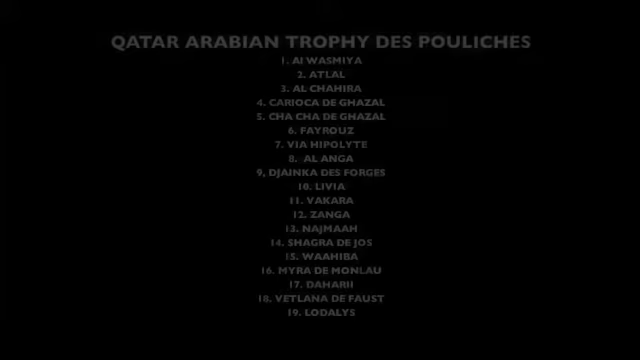 QATAR ARABIAN TROPHY DES POULICHES
1. Al WASMIYA
2. ATLAL
3. AL CHAHIRA
4. CARIOCA DE GHAZAL
5. CHA CHA DE GHAZAL
6. FAYROUZ
7. VIA HIPOLYTE
8. AL ANGA
9, DJAINKA DES FORGES
10. LIVIA
11. VAKARA
12. ZANGA
13. NAJMAAH
14. SHAGRA DE JOS
15. WAAHIBA
16. MYRA DE MONLAU
17. DAHARII
18. VETLANA DE FAUST
19. LODALYS